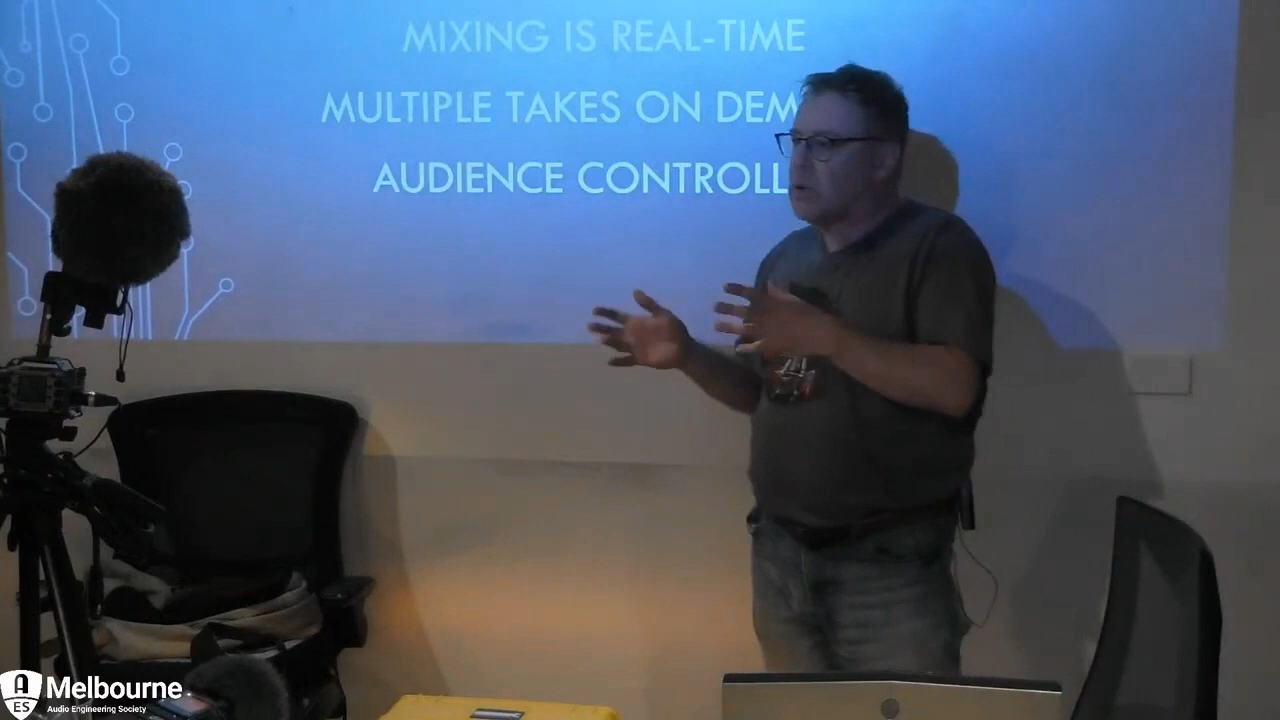 MIXING IS REAL-TIME
MULTIPLE TAKES ON DEM
AUDIENCE CONTROLL
A
ES
Melbourne
Audio Engineering Society